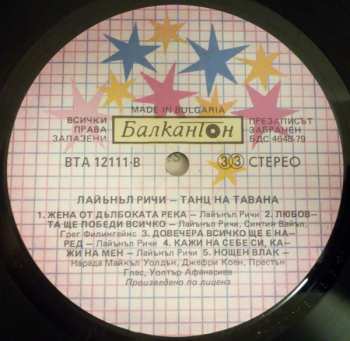 MADE IN BULGARIA
ВСИЧКИ
ПРАВА
ЗАПАЗЕНИ
Балкантон
ПРЕЗАПИСЪТ
ЗАБРАНЕН
БДС 4648-79
ВТА 12111-В
33 СТЕРЕО
ЛАЙЪНЪЛ РИЧИ — ТАНЦ НА ТАВАНА
1. ЖЕНА ОТ ДЪЛБОКАТА РЕКА — Лайънъл Ричи 2. ЛЮБОВ-
ТА ЩЕ ПОБЕДИ ВСИЧКО — Лайънъл Ричи, Синтия Вайъл,
Грег Филингейнс 3. ДОВЕЧЕРА ВСИЧКО ЩЕ Е НА-
РЕД — Лайънъл Ричи 4. КАЖИ НА СЕБЕ СИ, КА-
ЖИ НА МЕН — Лайънъл Ричи 5. НОЩЕН ВЛАК —
Нарада Майкъл Уолдън, Джефри Коен, Престън
Глас, Уолтър Афанасиев
Произведено по лиценз